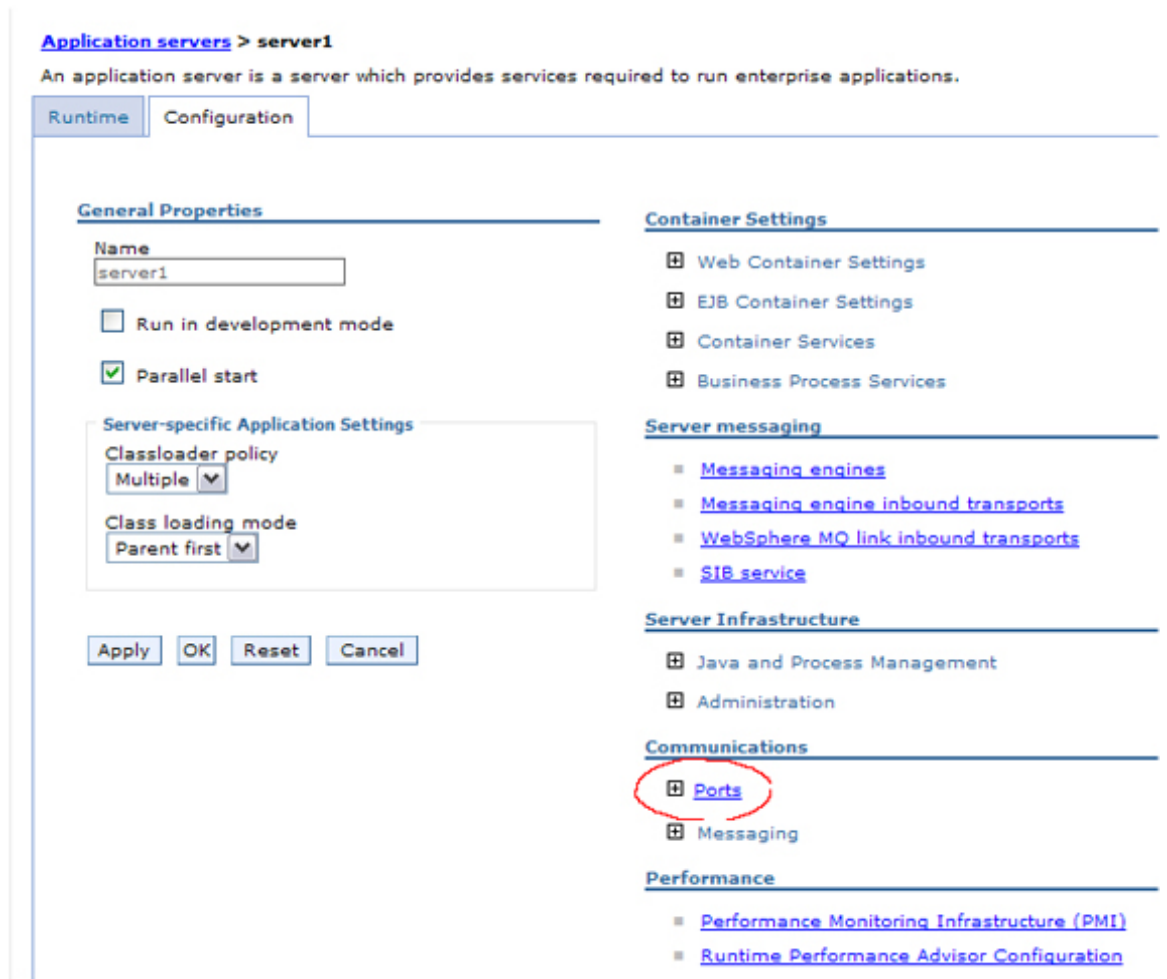 Application servers > server1
An application server is a server which provides services required to run enterprise applications.
Runtime
Configuration
General Properties
Name
server1
Run in development mode
Parallel start
Server-specific Application Settings
Classloader policy
Multiple
Class loading mode
Parent first
Apply
OK
Reset
Cancel
Container Settings
Web Container Settings
EJB Container Settings
Container Services
Business Process Services
Server messaging
Messaging engines
Messaging engine inbound transports
WebSphere MQ link inbound transports
SIB service
Server Infrastructure
Java and Process Management
Administration
Communications
Ports
Messaging
Performance
Performance Monitoring Infrastructure (PMI)
Runtime Performance Advisor Configuration